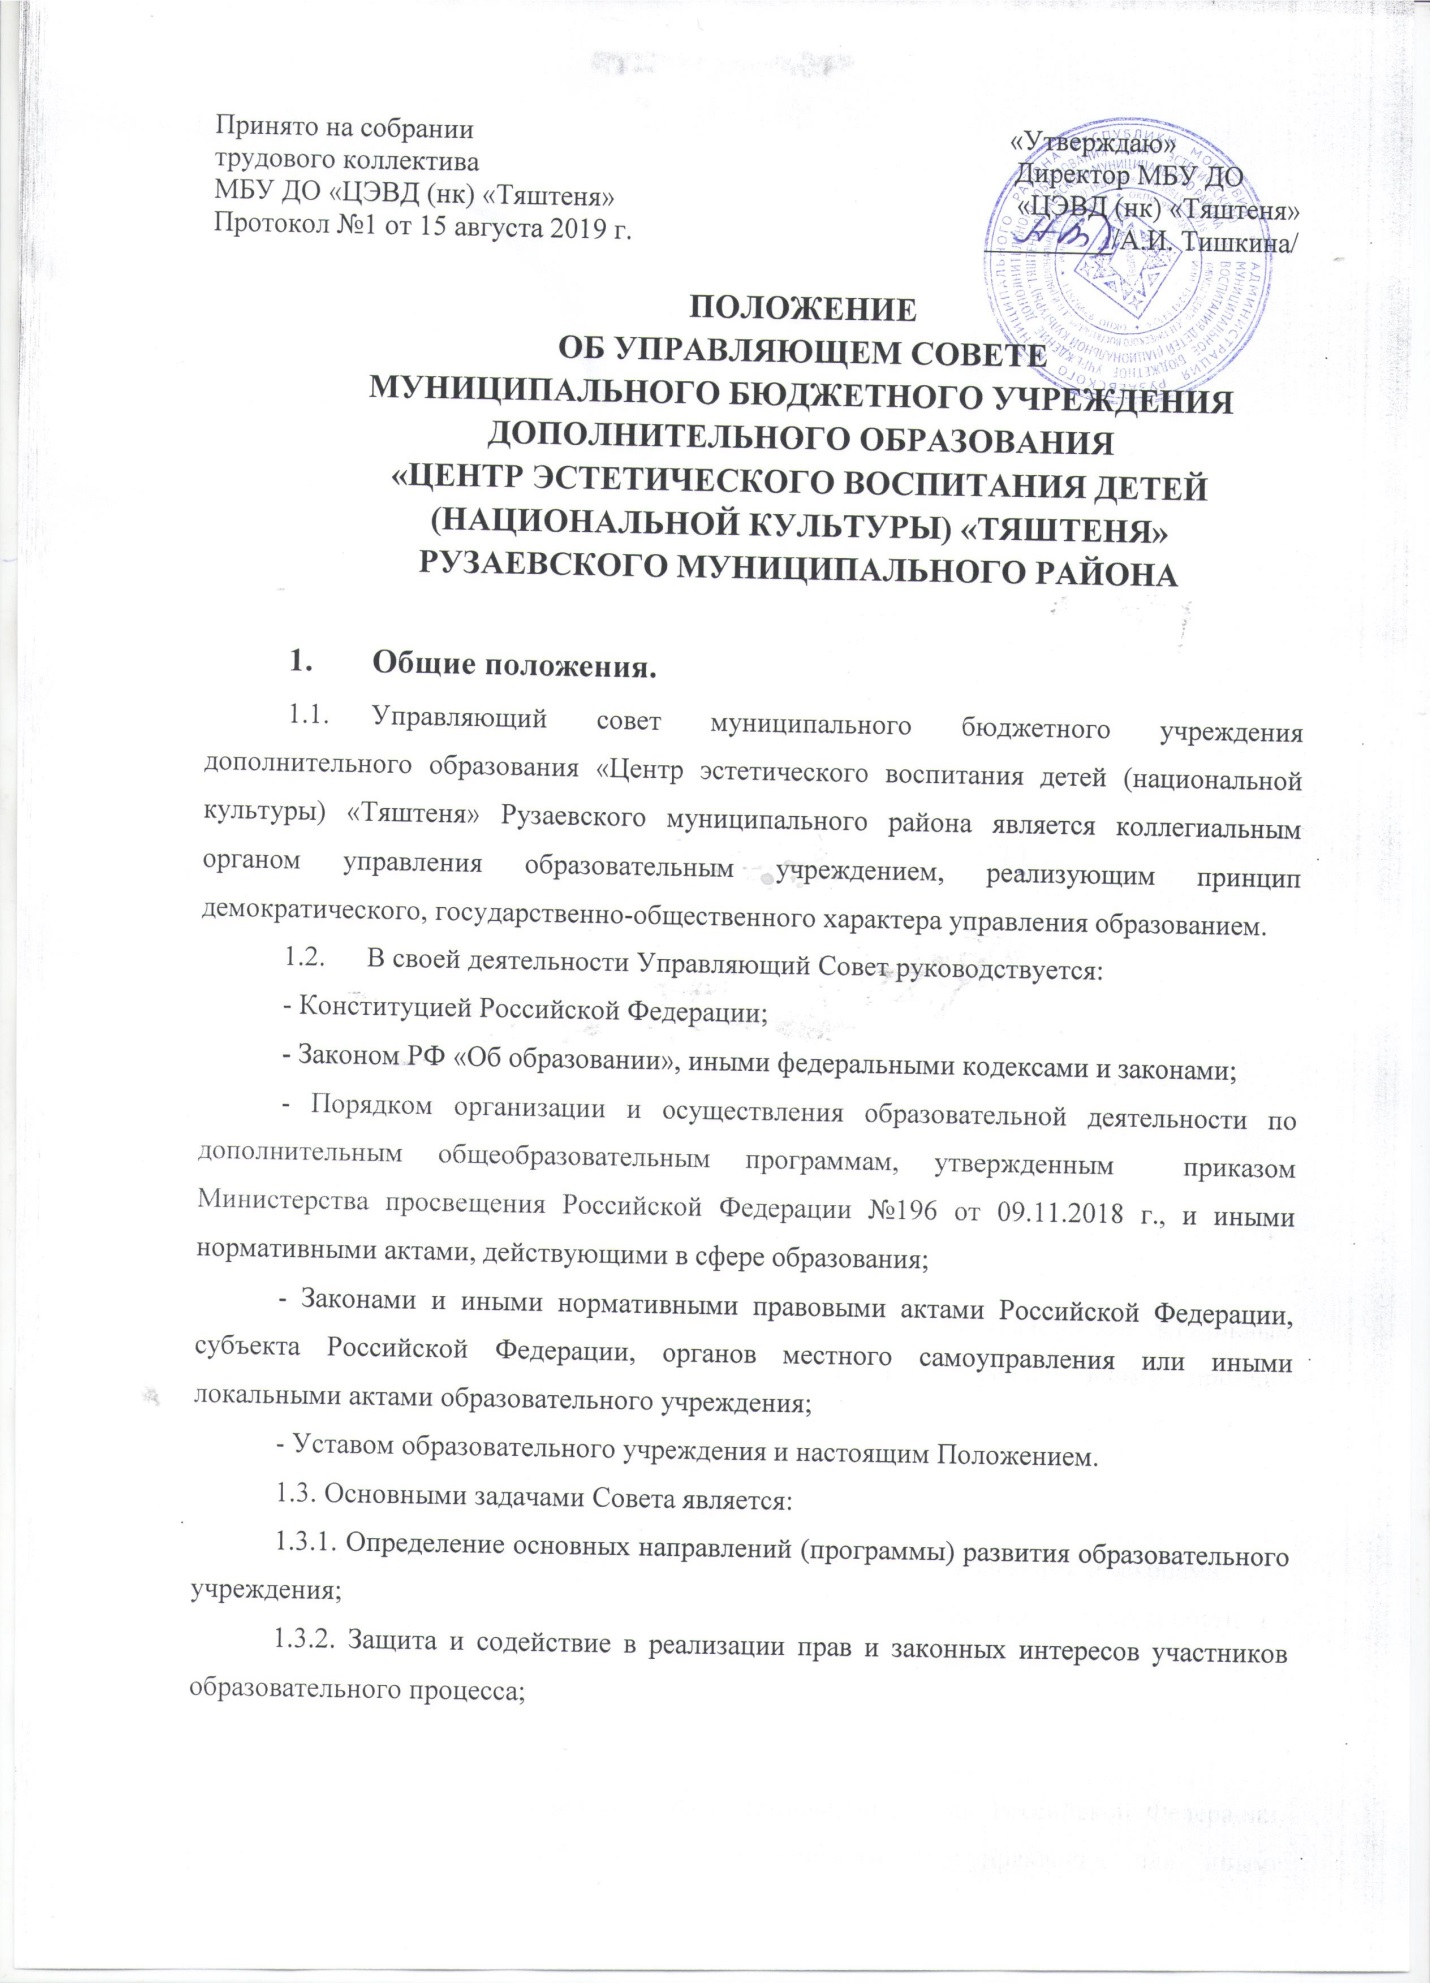 Принято на собрании
трудового коллектива
МБУ ДО «ЦЭВД (нк) «Тяштеня»
Протокол №1 от 15 августа 2019 г.
«Утверждаю»
Директор МБУ ДО
«ЦЭВД (нк) «Тяштеня»
/А.И. Тишкина/
ПОЛОЖЕНИЕ
ОБ УПРАВЛЯЮЩЕМ СОВЕТЕ
МУНИЦИПАЛЬНОГО БЮДЖЕТНОГО УЧРЕЖДЕНИЯ
ДОПОЛНИТЕЛЬНОГО ОБРАЗОВАНИЯ
«ЦЕНТР ЭСТЕТИЧЕСКОГО ВОСПИТАНИЯ ДЕТЕЙ
(НАЦИОНАЛЬНОЙ КУЛЬТУРЫ) «ТЯШТЕНЯ»
РУЗАЕВСКОГО МУНИЦИПАЛЬНОГО РАЙОНА
1. Общие положения.
1.1. Управляющий совет муниципального бюджетного учреждения
дополнительного образования «Центр эстетического воспитания детей (национальной
культуры) «Тяштеня» Рузаевского муниципального района является коллегиальным
органом управления образовательным учреждением, реализующим принцип
демократического, государственно-общественного характера управления образованием.
1.2. В своей деятельности Управляющий Совет руководствуется:
- Конституцией Российской Федерации;
- Законом РФ «Об образовании», иными федеральными кодексами и законами;
- Порядком организации и осуществления образовательной деятельности по
дополнительным общеобразовательным программам, утвержденным приказом
Министерства просвещения Российской Федерации №196 от 09.11.2018 г., и иными
нормативными актами, действующими в сфере образования;
- Законами и иными нормативными правовыми актами Российской Федерации,
субъекта Российской Федерации, органов местного самоуправления или иными
локальными актами образовательного учреждения;
- Уставом образовательного учреждения и настоящим Положением.
1.3. Основными задачами Совета является:
1.3.1. Определение основных направлений (программы) развития образовательного
учреждения;
1.3.2. Защита и содействие в реализации прав и законных интересов участников
образовательного процесса;